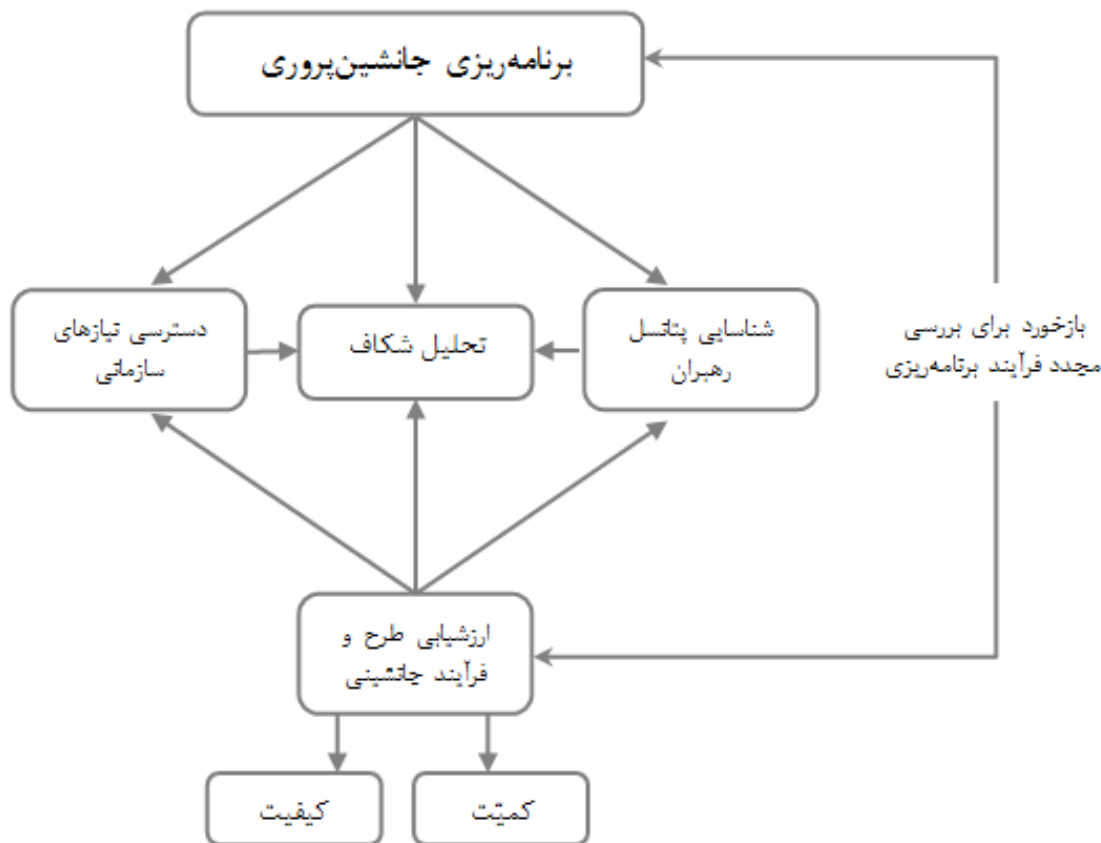 برنامه‌ریزی جانشین‌پروری
شناسایی پتانسل
رهبران
تحلیل شکاف
دسترسی نیازهای
سازمانی
بازخورد برای بررسی
مجدد فرآیند برنامه‌ریزی
ارزشیابی طرح و
فرآیند جانشینی
کمیّت
کیفیت